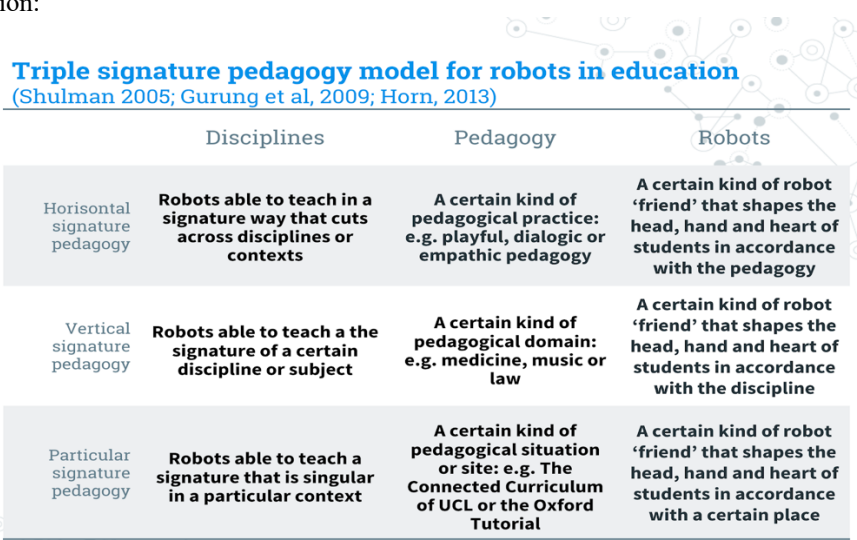 ion:
Triple signature pedagogy model for robots in education
(Shulman 2005; Gurung et al, 2009; Horn, 2013)
Disciplines Pedagogy Robots
Horisontal
signature
pedagogy
Robots able to teach in a
signature way that cuts
across disciplines or
contexts
A certain kind of
pedagogical practice:
e.g. playful, dialogic or
empathic pedagogy
A certain kind of robot
‘friend’ that shapes the
head, hand and heart of
students in accordance
with the pedagogy
Vertical
signature
pedagogy
Robots able to teach a the
signature of a certain
discipline or subject
A certain kind of
pedagogical domain:
e.g. medicine, music or
law
A certain kind of robot
‘friend’ that shapes the
head, hand and heart of
students in accordance
with the discipline
Particular
signature
pedagogy
Robots able to teach a
signature that is singular
in a particular context
A certain kind of
pedagogical situation
or site: e.g. The
Connected Curriculum
of UCL or the Oxford
Tutorial
A certain kind of robot
‘friend’ that shapes the
head, hand and heart of
students in accordance
with a certain place